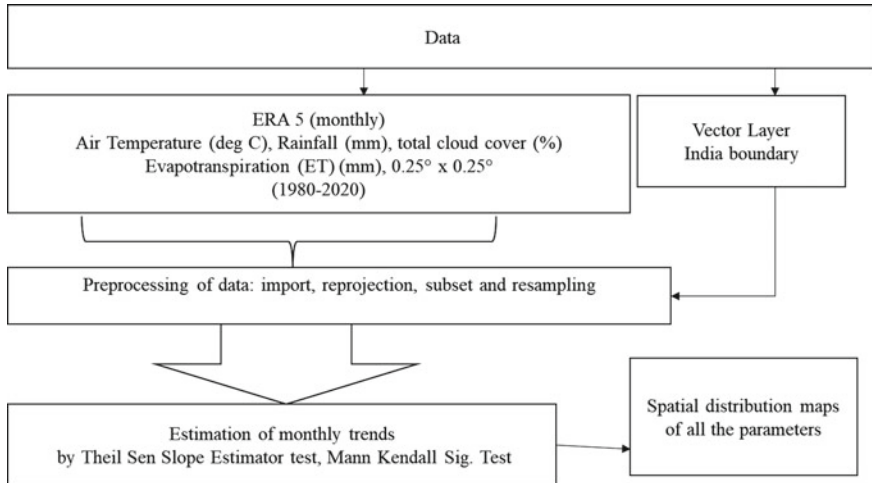 Data
ERA 5 (monthly)
Air Temperature (deg C), Rainfall (mm), total cloud cover (%)
Evapotranspiration (ET) (mm), 0.25° x 0.25°
(1980-2020)
Vector Layer
India boundary
Preprocessing of data: import, reprojection, subset and resampling
Estimation of monthly trends
by Theil Sen Slope Estimator test, Mann Kendall Sig. Test
Spatial distribution maps
of all the parameters